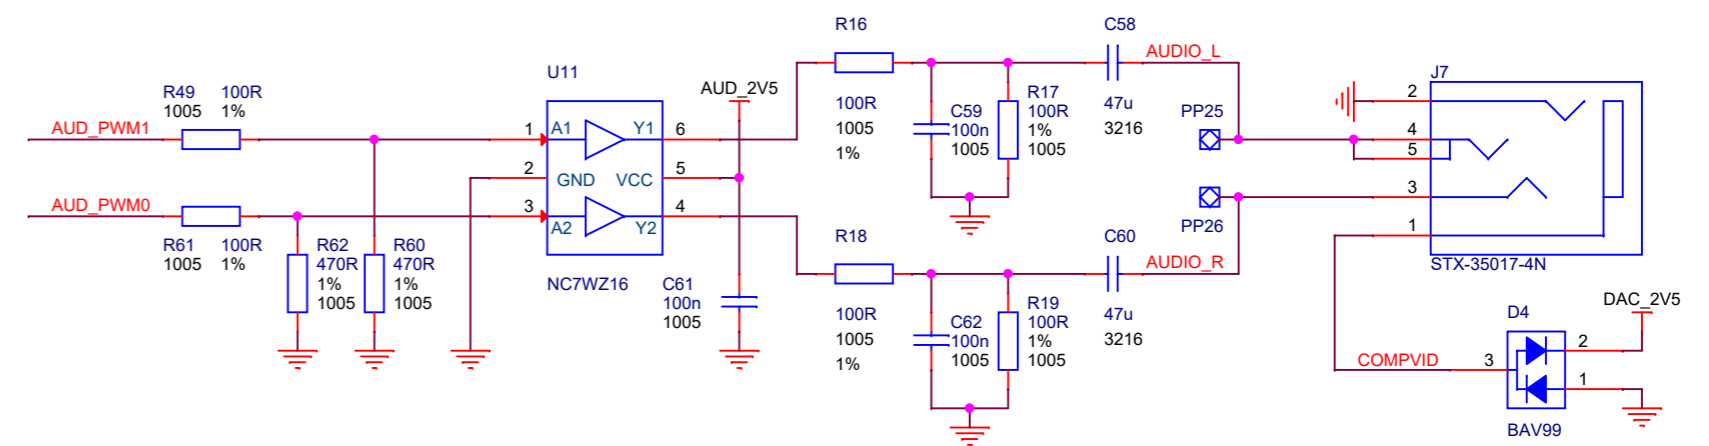 R49 100R
1005 1%
AUD_PWM1
AUD_PWM0
R61 100R
1005 1%
R62
470R
1%
1005
R60
470R
1%
1005
U11
1 A1 Y1 6
2 GND VCC 5
3 A2 Y2 4
NC7WZ16
AUD_2V5
C61
100n
1005
R16
100R
1005
1%
C59
100n
1005
R17
100R
1%
1005
C58
AUDIO_L
47u
3216
R18
100R
1005
1%
C62
100n
1005
R19
100R
1%
1005
C60
AUDIO_R
47u
3216
PP25
PP26
J7
2
4
5
3
1
STX-35017-4N
DAC_2V5
D4
COMPVID 3
2
1
BAV99